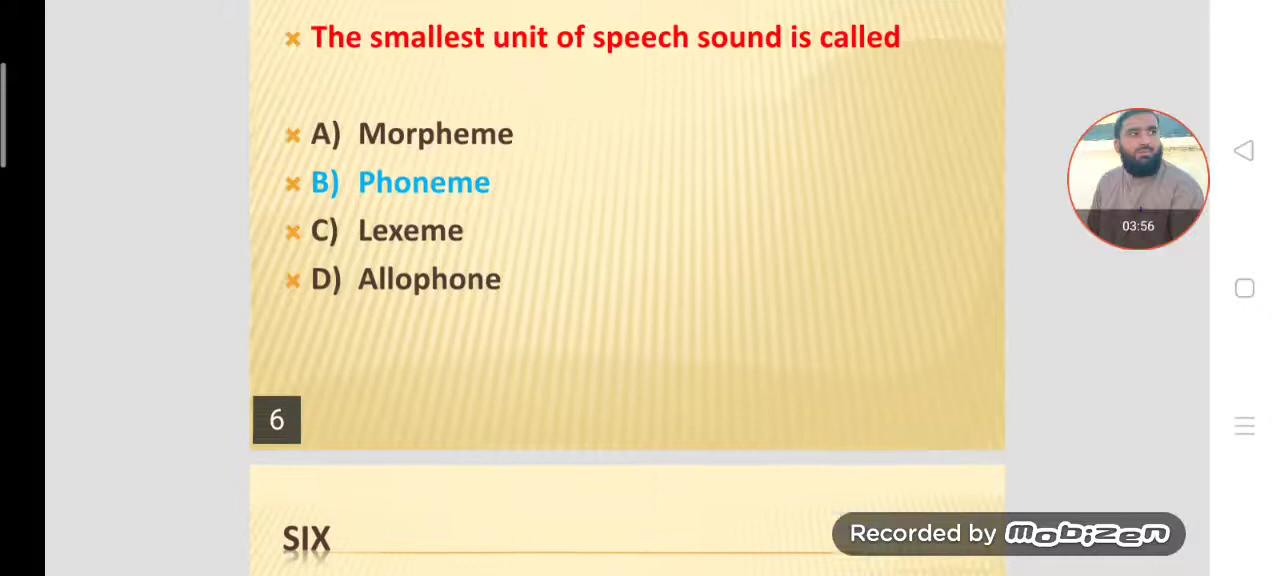 The smallest unit of speech sound is called
A) Morpheme
B) Phoneme
C) Lexeme
D) Allophone
6
SIX
03:56
Recorded by mobizen